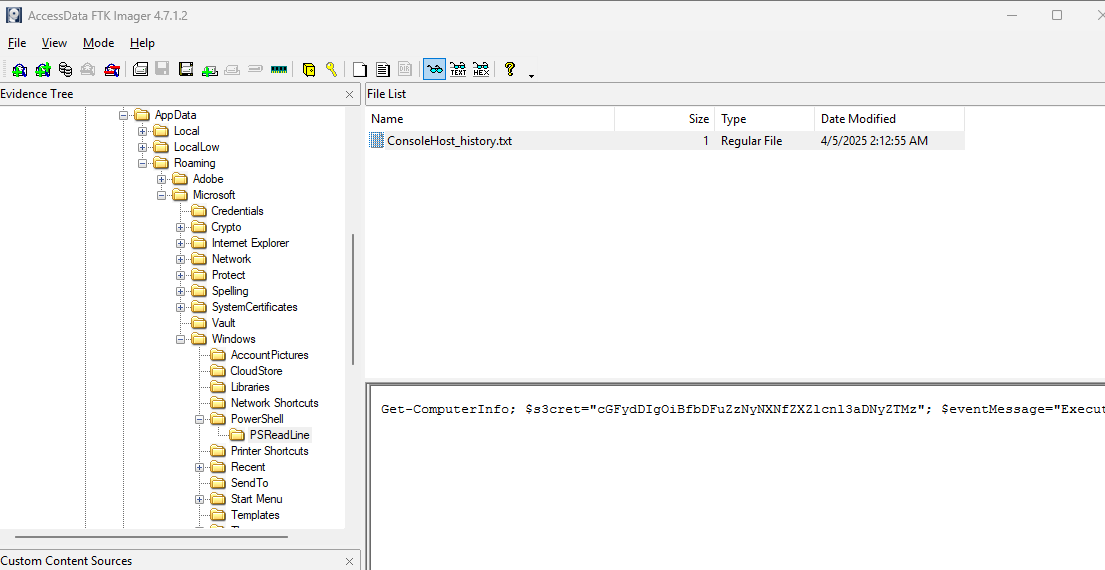 AccessData FTK Imager 4.7.1.2
File View Mode Help
TEXT HEX
Evidence Tree
File List
AppData
Local
LocalLow
Roaming
Adobe
Microsoft
Credentials
Crypto
Internet Explorer
Network
Protect
Spelling
SystemCertificates
Vault
Windows
AccountPictures
CloudStore
Libraries
Network Shortcuts
PowerShell
PSReadLine
Printer Shortcuts
Recent
SendTo
Start Menu
Templates
Custom Content Sources
Name Size Type Date Modified
ConsoleHost_history.txt 1 Regular File 4/5/2025 2:12:55 AM
Get-ComputerInfo; $s3cret="cGFydDIgOiBfbDFuZzNyNXNfZXZlcnl3aDNyZTMz"; $eventMessage="Execut